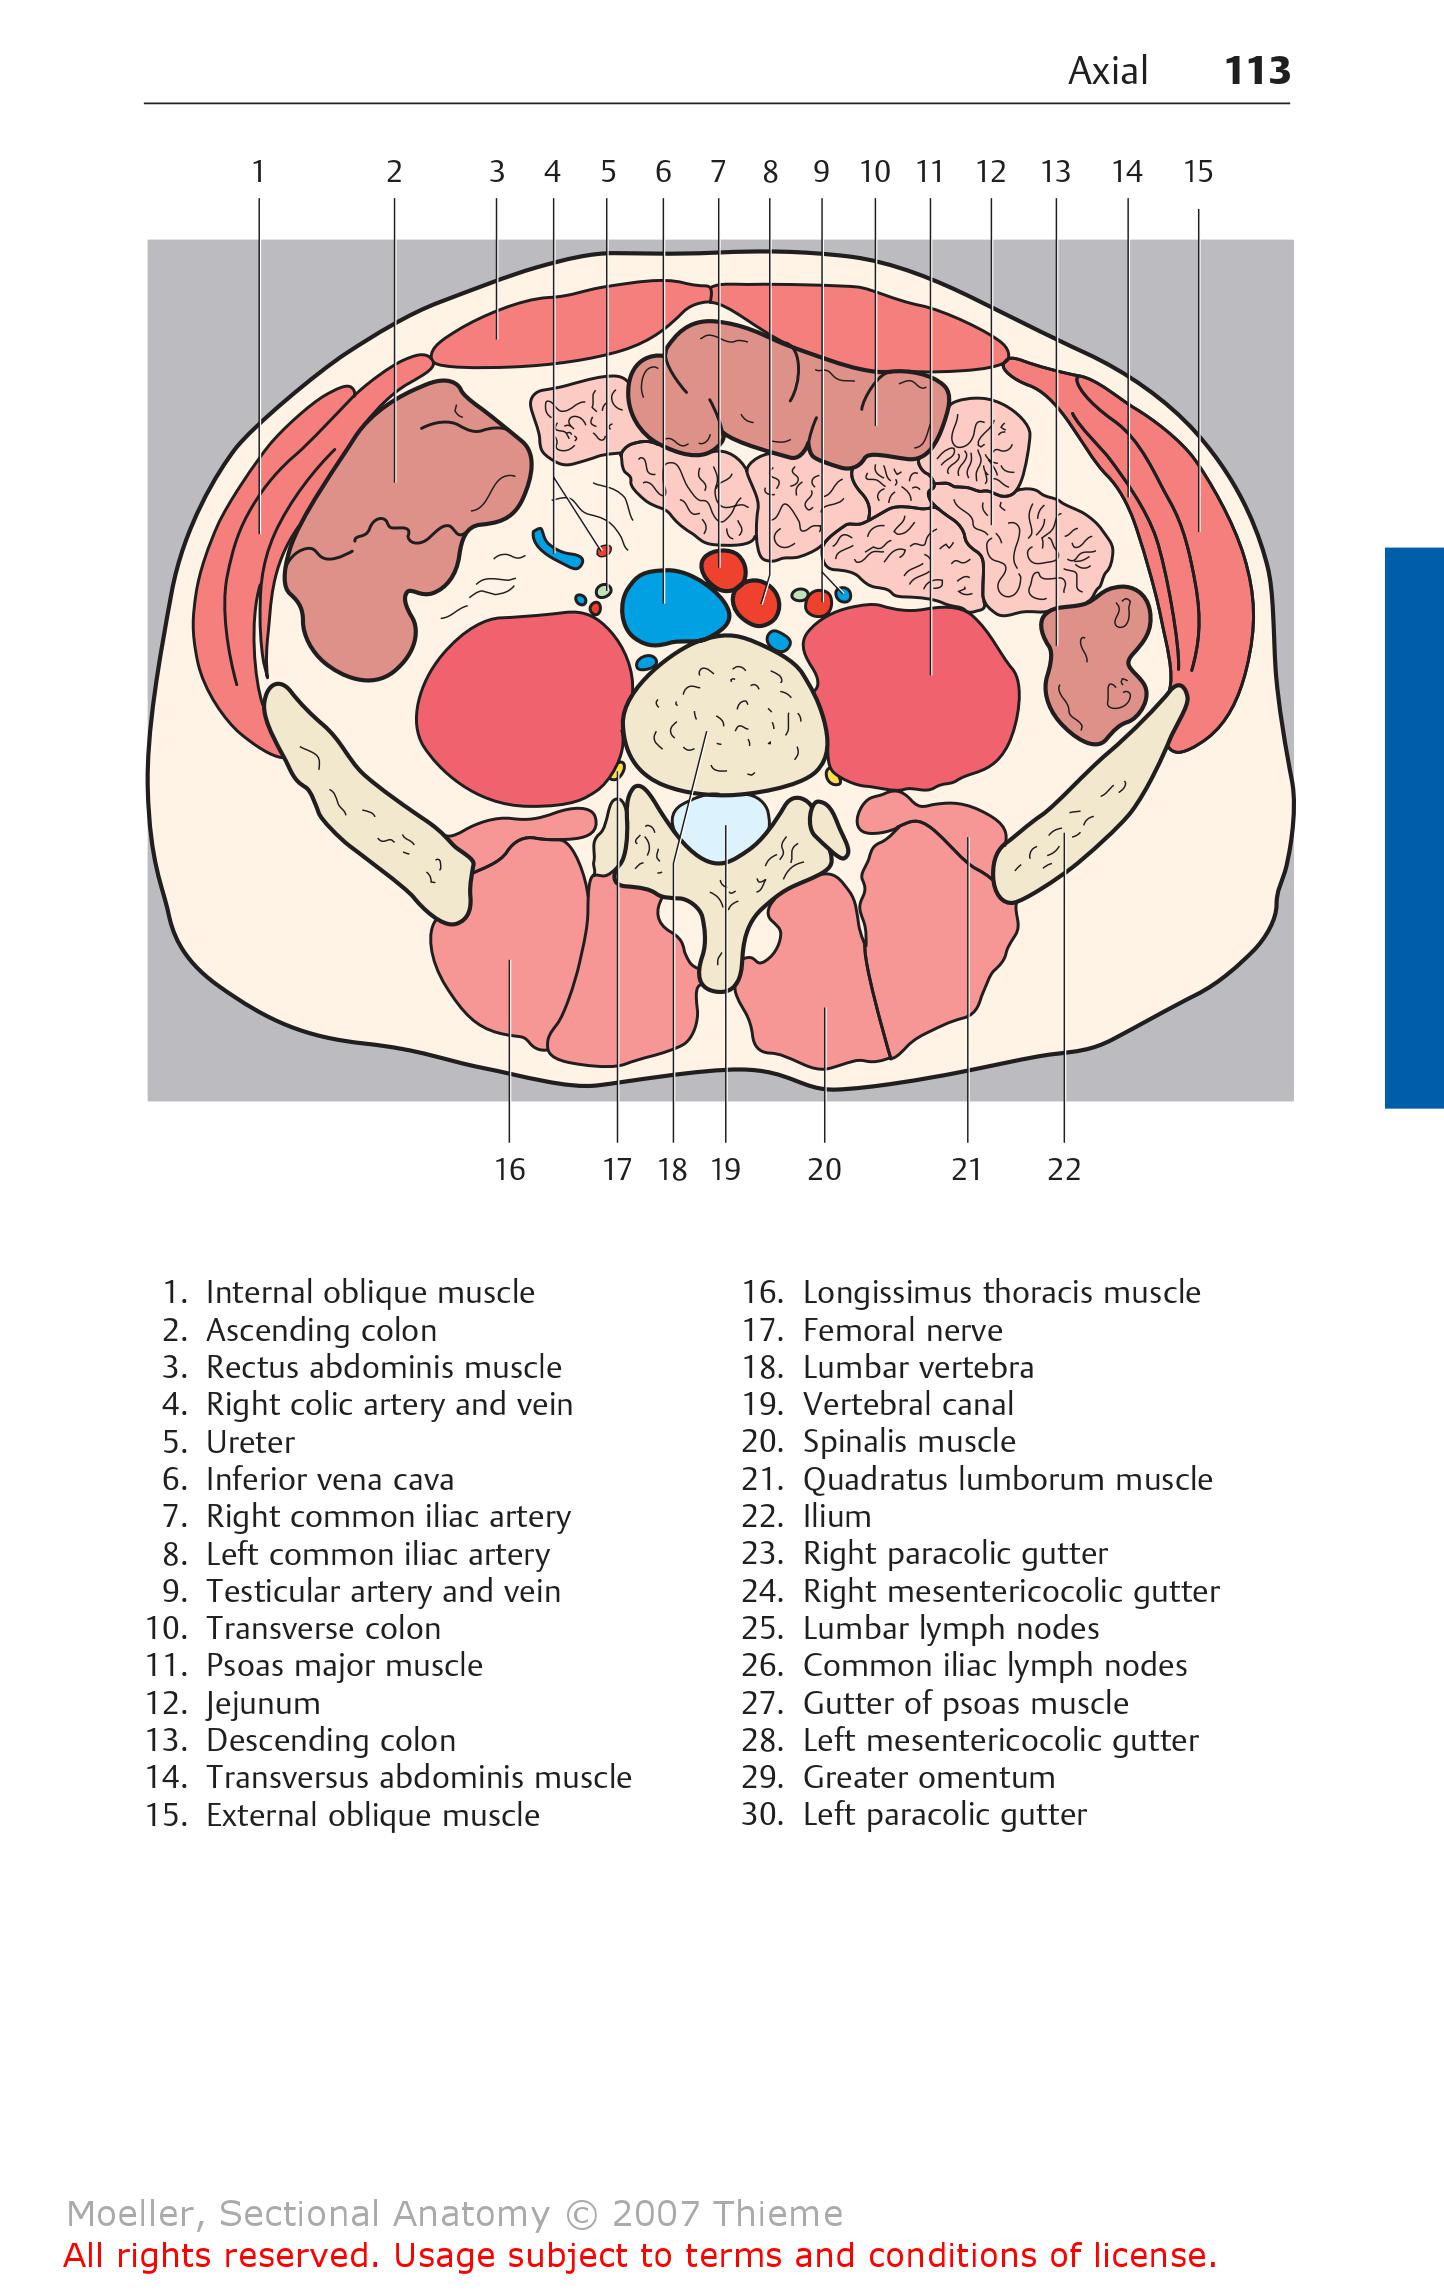 Axial 113
1 2 3 4 5 6 7 8 9 10 11 12 13 14 15
16 17 18 19 20 21 22
1. Internal oblique muscle
2. Ascending colon
3. Rectus abdominis muscle
4. Right colic artery and vein
5. Ureter
6. Inferior vena cava
7. Right common iliac artery
8. Left common iliac artery
9. Testicular artery and vein
10. Transverse colon
11. Psoas major muscle
12. Jejunum
13. Descending colon
14. Transversus abdominis muscle
15. External oblique muscle
16. Longissimus thoracis muscle
17. Femoral nerve
18. Lumbar vertebra
19. Vertebral canal
20. Spinalis muscle
21. Quadratus lumborum muscle
22. Ilium
23. Right paracolic gutter
24. Right mesentericocolic gutter
25. Lumbar lymph nodes
26. Common iliac lymph nodes
27. Gutter of psoas muscle
28. Left mesentericocolic gutter
29. Greater omentum
30. Left paracolic gutter
Moeller, Sectional Anatomy © 2007 Thieme
All rights reserved. Usage subject to terms and conditions of license.